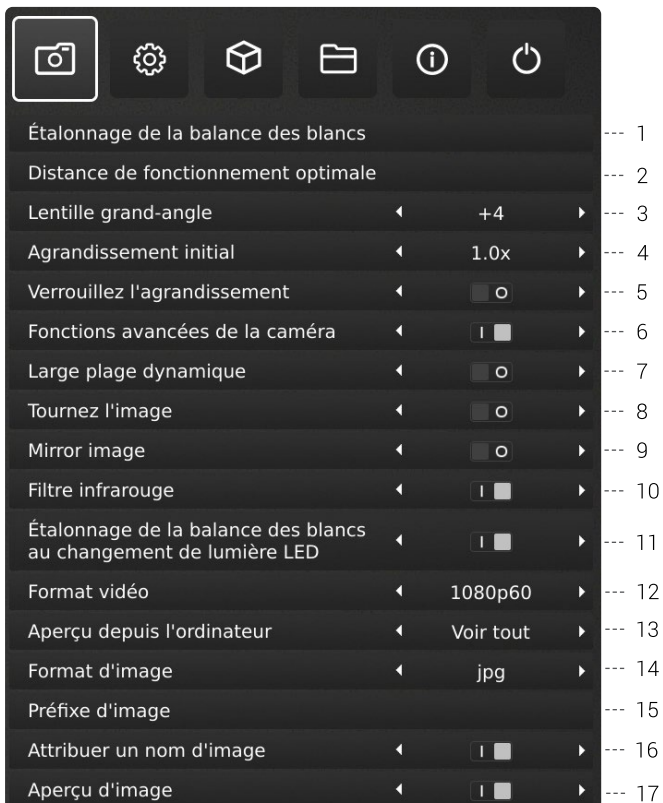 Étalonnage de la balance des blancs --- 1
Distance de fonctionnement optimale --- 2
Lentille grand-angle +4 --- 3
Agrandissement initial 1.0x --- 4
Verrouillez l'agrandissement O --- 5
Fonctions avancées de la caméra I --- 6
Large plage dynamique O --- 7
Tournez l'image O --- 8
Mirror image O --- 9
Filtre infrarouge I --- 10
Étalonnage de la balance des blancs
au changement de lumière LED I --- 11
Format vidéo 1080p60 --- 12
Aperçu depuis l'ordinateur Voir tout --- 13
Format d'image jpg --- 14
Préfixe d'image --- 15
Attribuer un nom d'image I --- 16
Aperçu d'image I --- 17